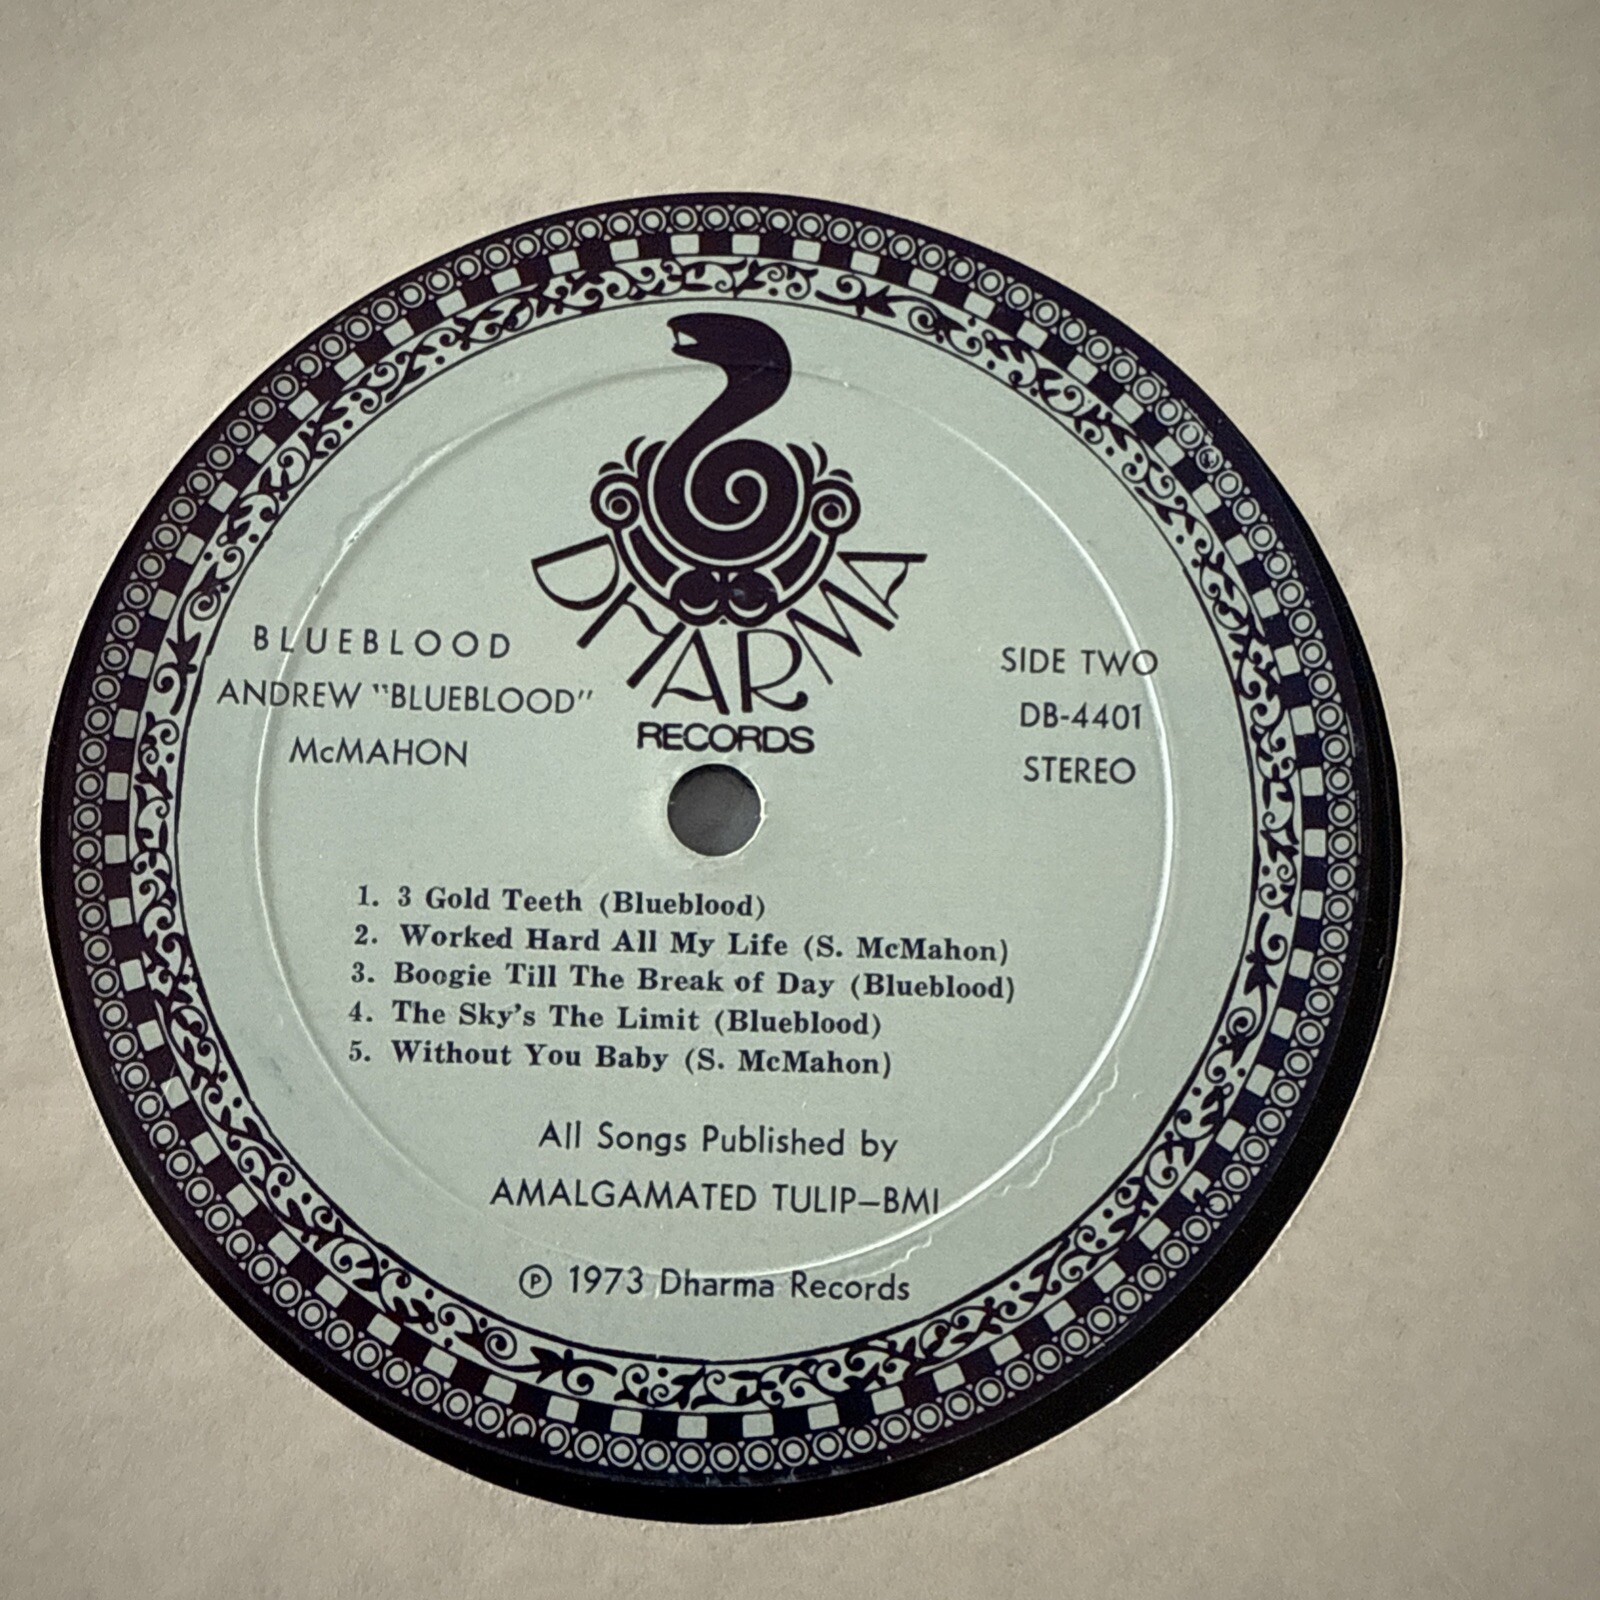 DHARMA
RECORDS
BLUEBLOOD
ANDREW "BLUEBLOOD"
McMAHON
SIDE TWO
DB-4401
STEREO
1. 3 Gold Teeth (Blueblood)
2. Worked Hard All My Life (S. McMahon)
3. Boogie Till The Break of Day (Blueblood)
4. The Sky's The Limit (Blueblood)
5. Without You Baby (S. McMahon)
All Songs Published by
AMALGAMATED TULIP—BMI
℗ 1973 Dharma Records